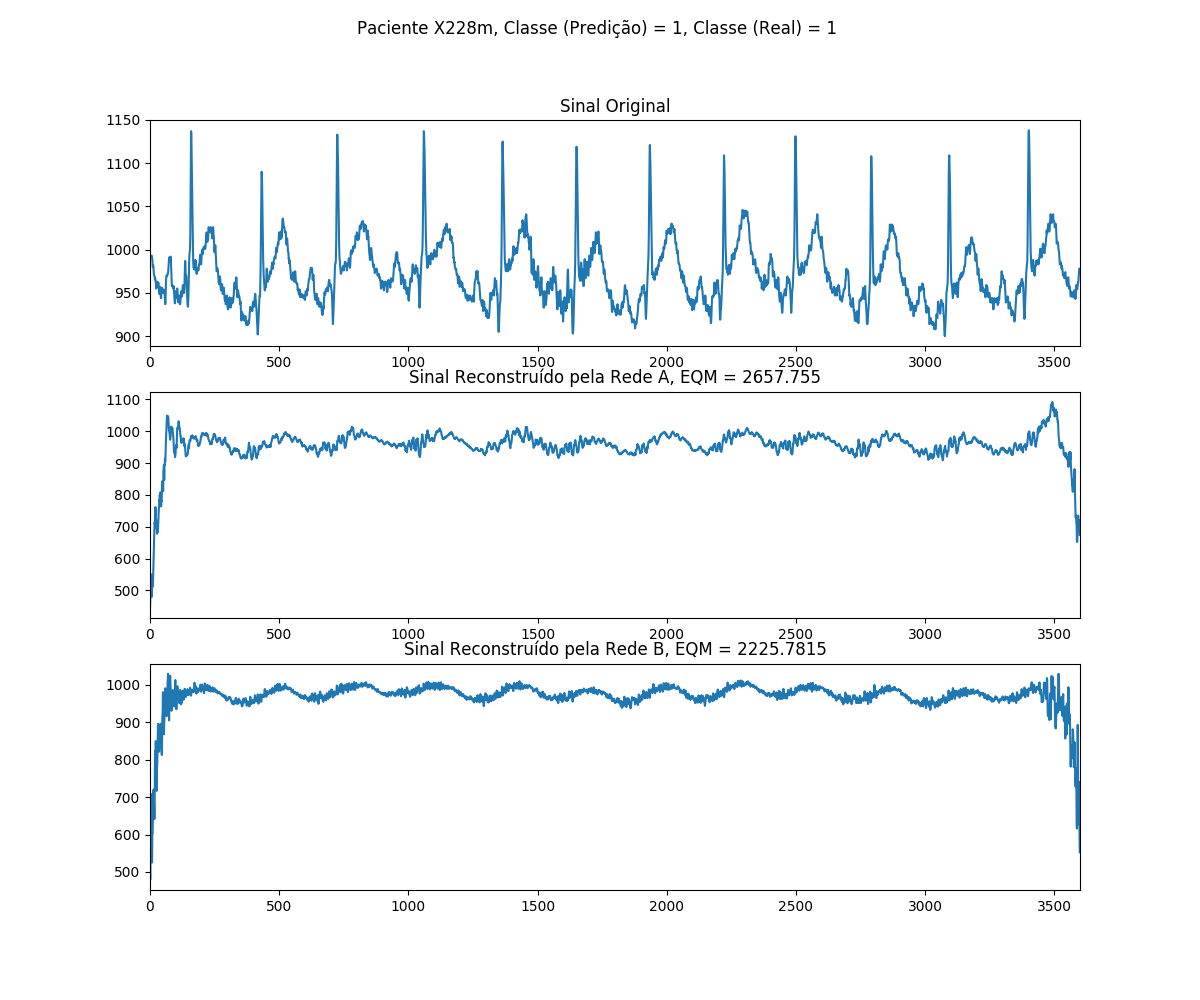 Paciente X228m, Classe (Predição) = 1, Classe (Real) = 1
Sinal Original
1150
1100
1050
1000
950
900
0 500 1000 1500 2000 2500 3000 3500
Sinal Reconstruído pela Rede A, EQM = 2657.755
1100
1000
900
800
700
600
500
0 500 1000 1500 2000 2500 3000 3500
Sinal Reconstruído pela Rede B, EQM = 2225.7815
1000
900
800
700
600
500
0 500 1000 1500 2000 2500 3000 3500